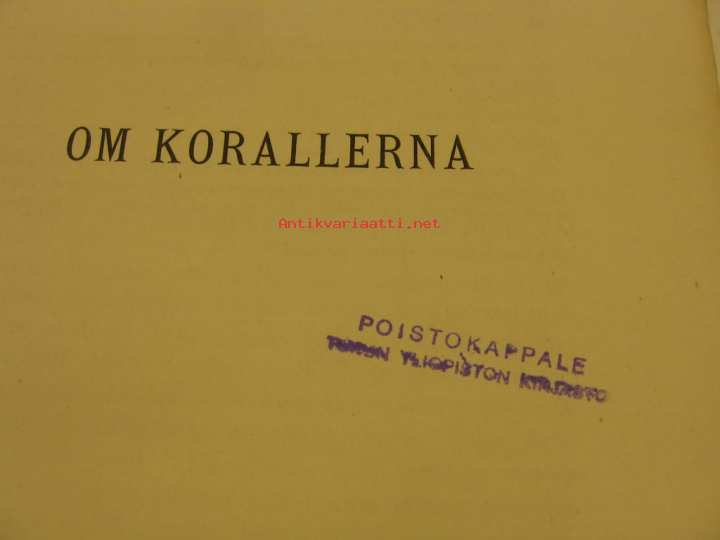 OM KORALLERNA
Antikvariaatti.net
POISTOKAPPALE
TURUN YLIOPISTON KIRJASTO